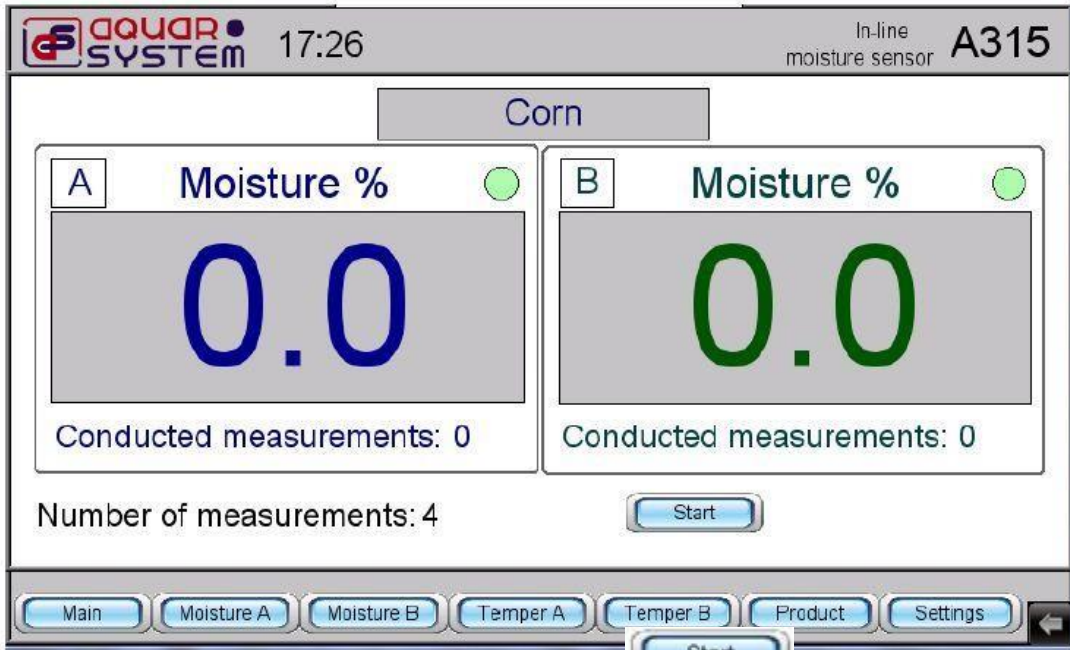 aquar
system
17:26
In-line
moisture sensor
A315
Corn
A Moisture %
0.0
Conducted measurements: 0
B Moisture %
0.0
Conducted measurements: 0
Number of measurements: 4
Start
Main Moisture A Moisture B Temper A Temper B Product Settings
Start